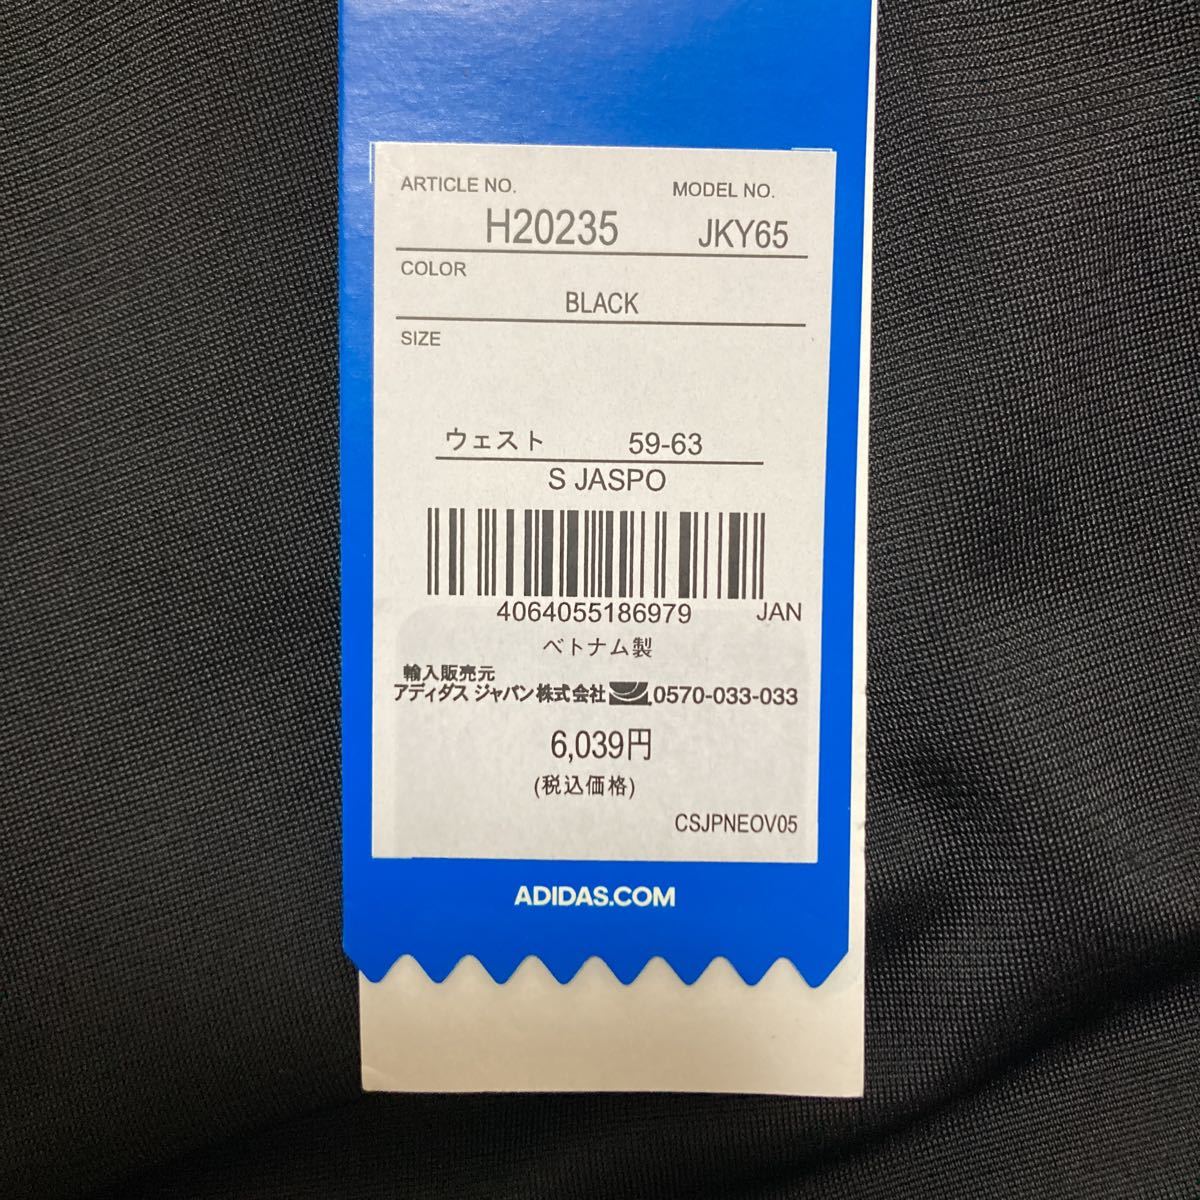 ARTICLE NO. MODEL NO.
H20235 JKY65
COLOR
BLACK
SIZE
ウェスト 59-63
S JASPO
4064055186979 JAN
ベトナム製
輸入販売元
アディダス ジャパン株式会社 0570-033-033
6,039円
(税込価格)
CSJPNEOV05
ADIDAS.COM